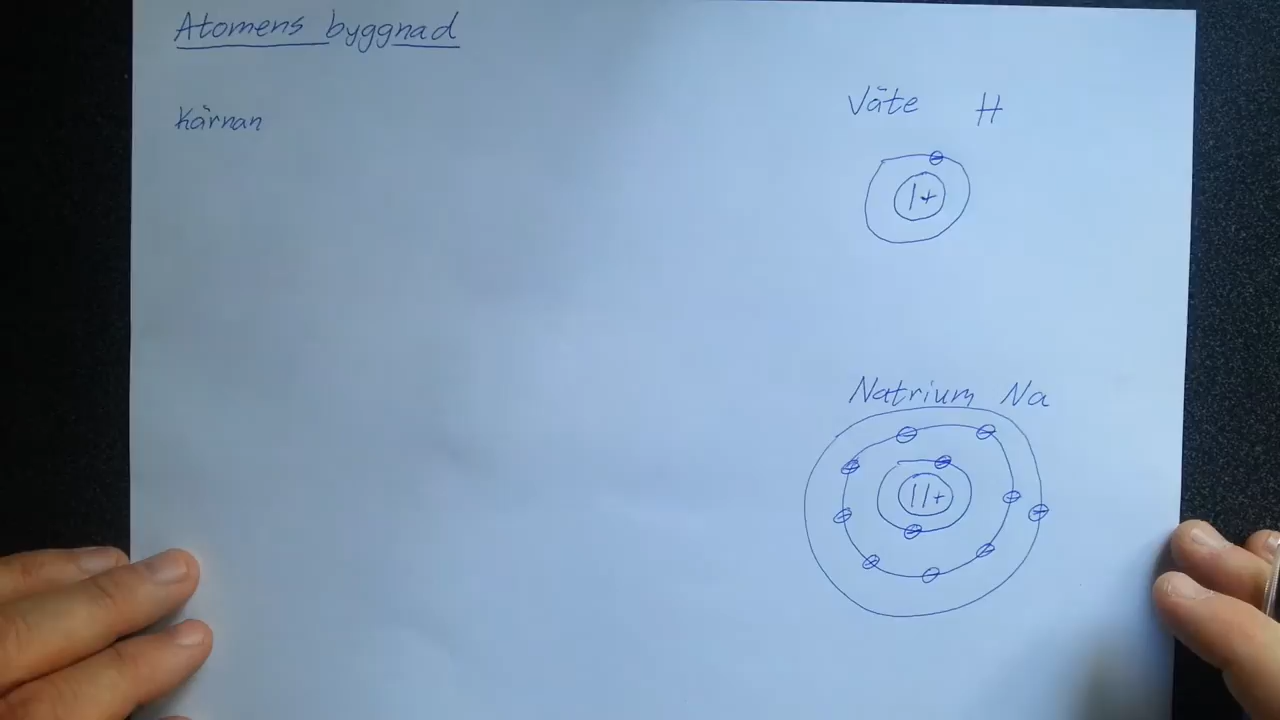 Atomens byggnad
Kärnan
Väte H
1+
Natrium Na
11+